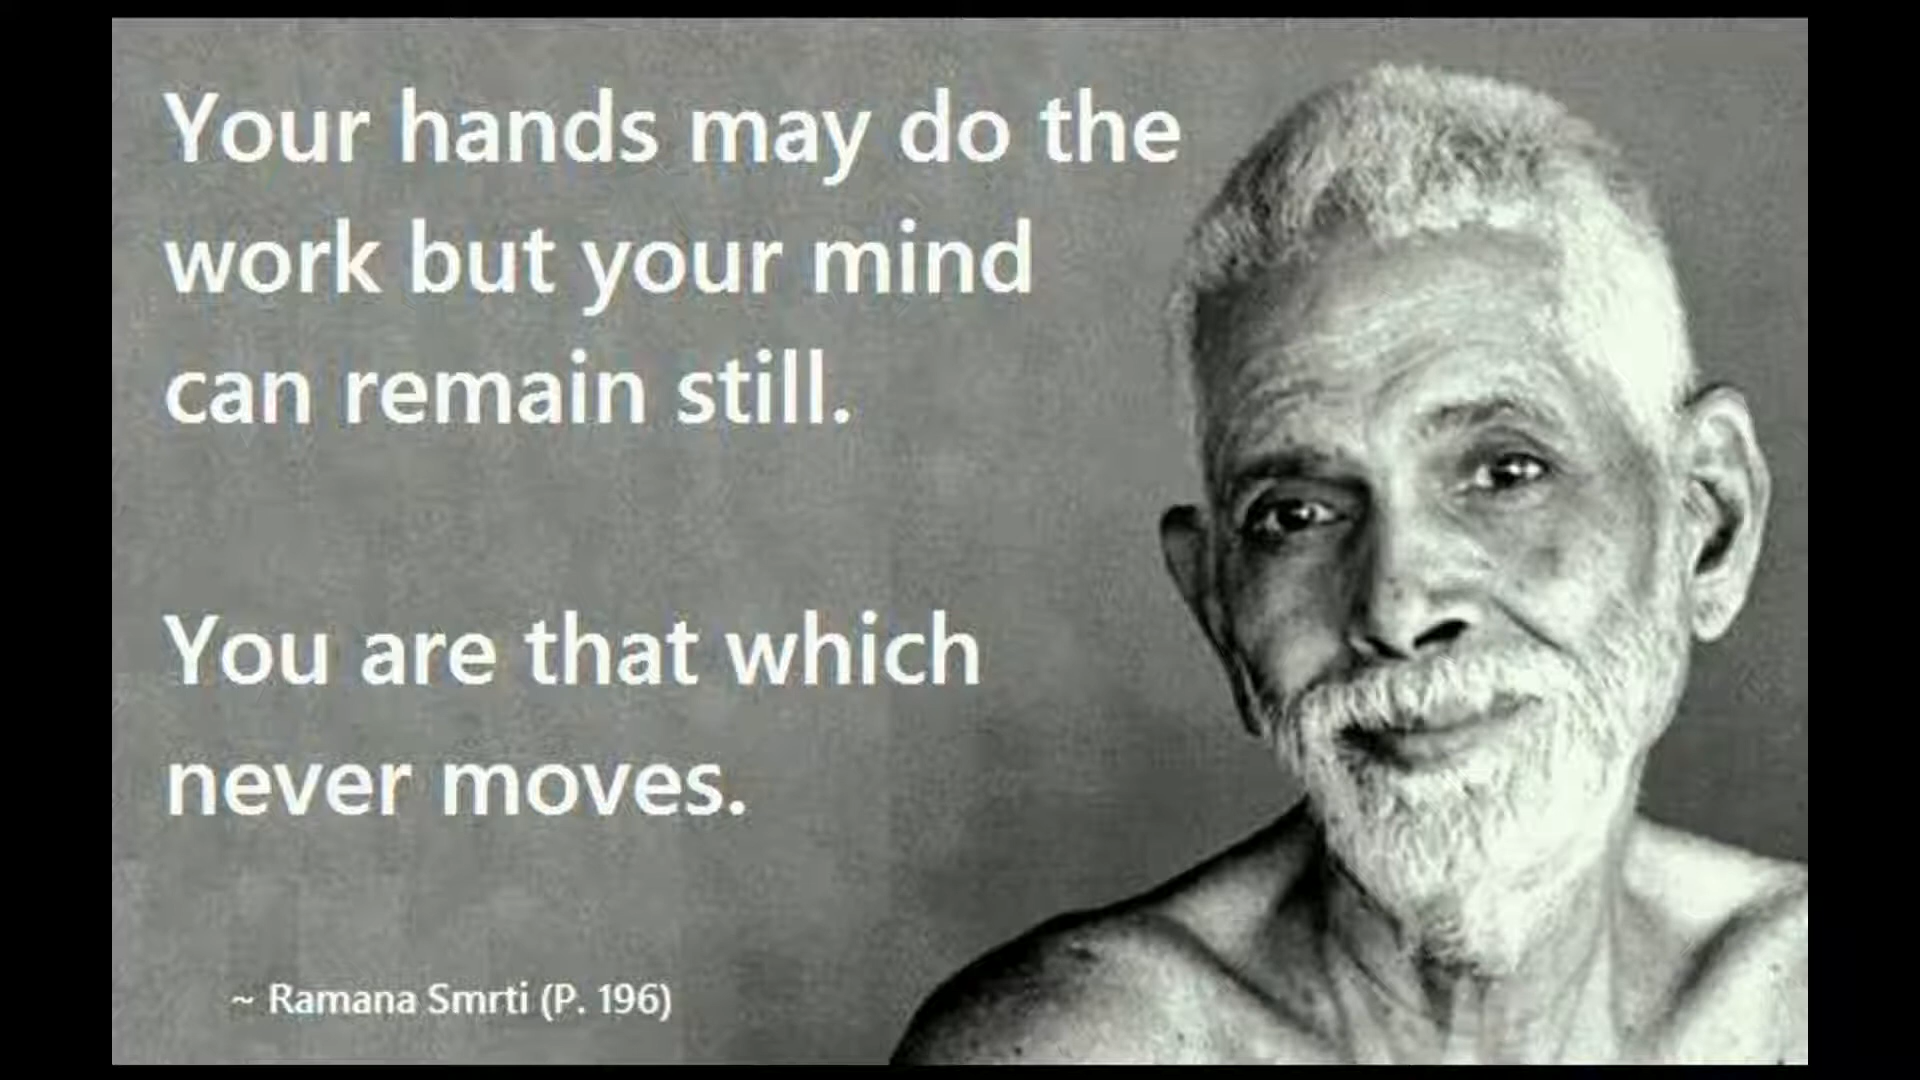 Your hands may do the
work but your mind
can remain still.
You are that which
never moves.
~ Ramana Smrti (P. 196)